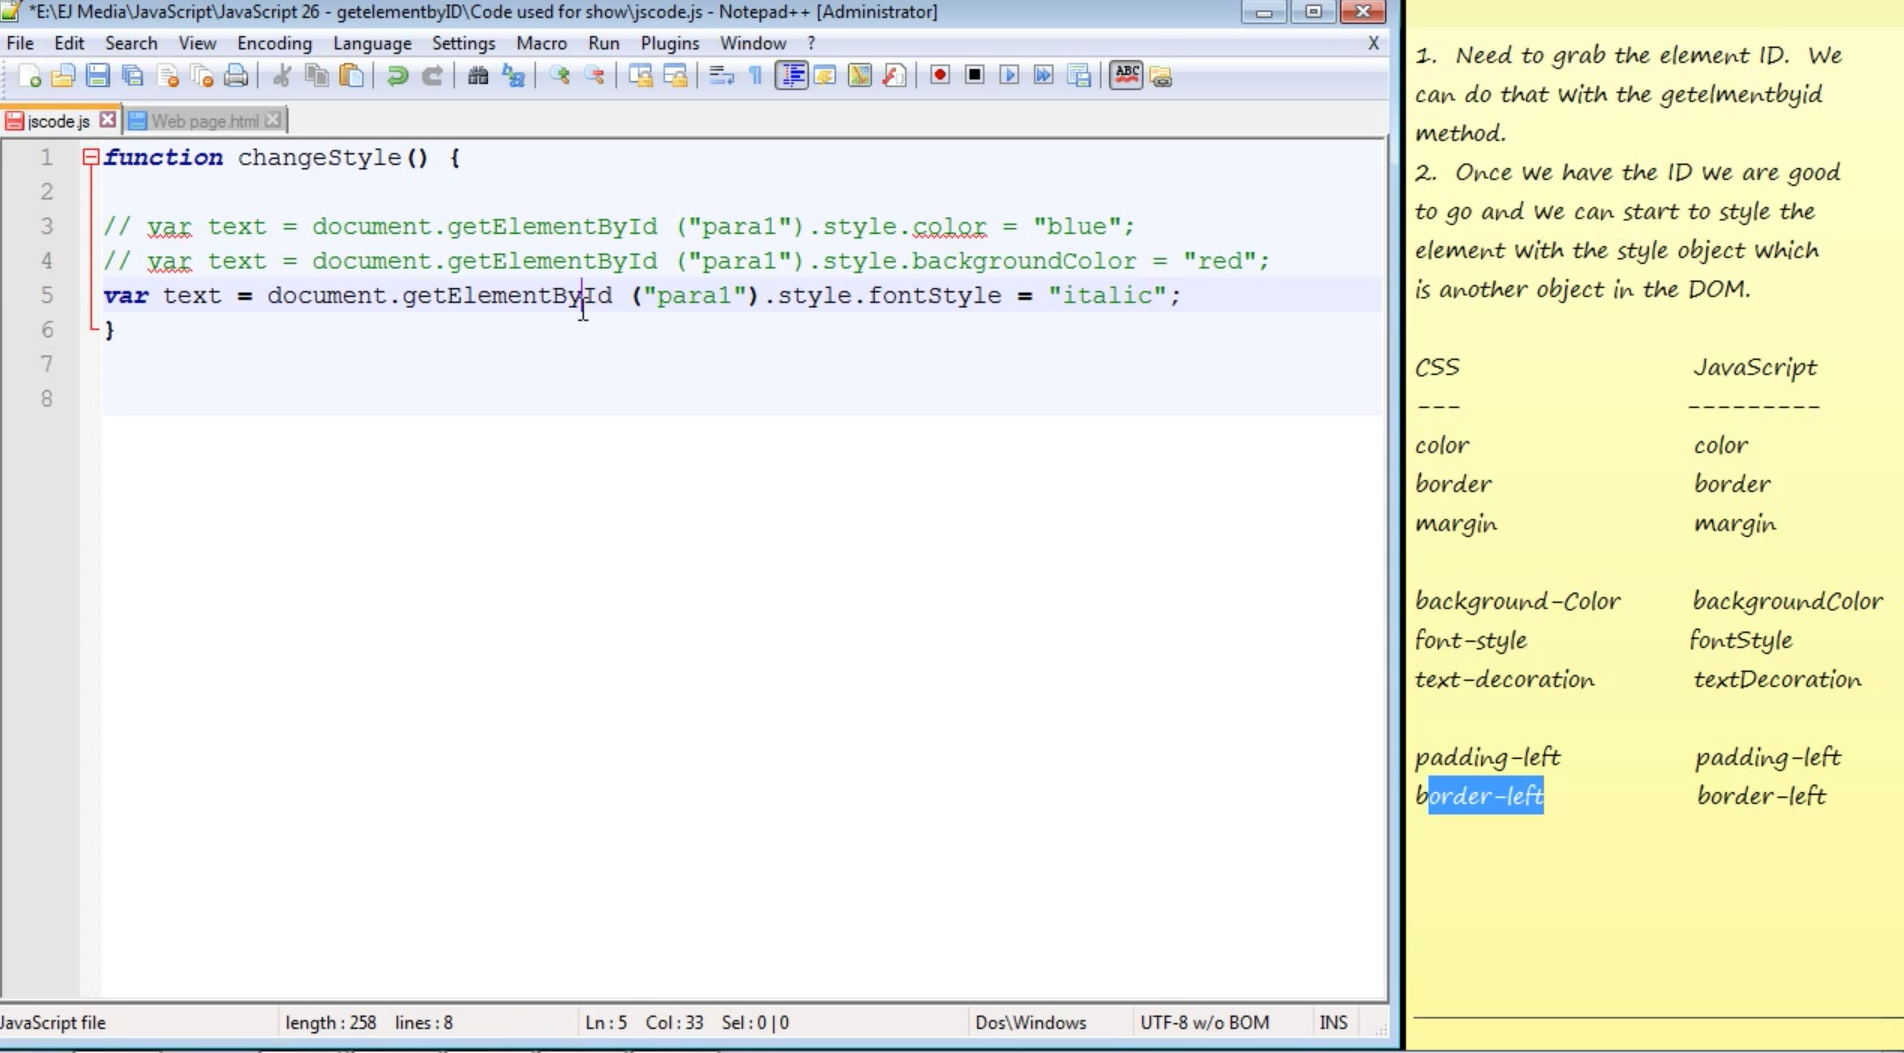 *E:\EJ Media\JavaScript\JavaScript 26 - getelementbyID\Code used for show\jscode.js - Notepad++ [Administrator]
File Edit Search View Encoding Language Settings Macro Run Plugins Window ? X
ABC
jscode.js Web page.html
1 function changeStyle() {
2
3 // var text = document.getElementById ("para1").style.color = "blue";
4 // var text = document.getElementById ("para1").style.backgroundColor = "red";
5 var text = document.getElementById ("para1").style.fontStyle = "italic";
6 }
7
8
JavaScript file length : 258 lines : 8 Ln : 5 Col : 33 Sel : 0 | 0 Dos\Windows UTF-8 w/o BOM INS
1. Need to grab the element ID. We
can do that with the getelmentbyid
method.
2. Once we have the ID we are good
to go and we can start to style the
element with the style object which
is another object in the DOM.
CSS JavaScript
--- ---------
color color
border border
margin margin
background-Color backgroundColor
font-style fontStyle
text-decoration textDecoration
padding-left padding-left
border-left border-left